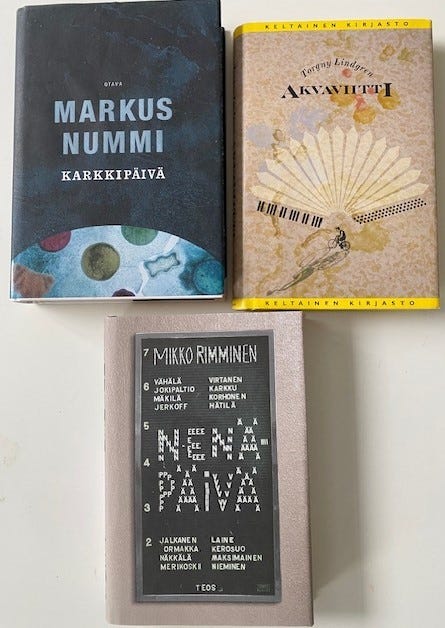 OTAVA
MARKUS
NUMMI
KARKKIPÄIVÄ
KELTAINEN KIRJASTO
Torgny Lindgren
AKVAVIITTI
KELTAINEN KIRJASTO
7 MIKKO RIMMINEN
VÄHÄLÄ VIRTANEN
6 JOKIPALTIO KARKKU
MÄKILÄ KORHONEN
JERKOFF HÄTILÄ
5
NENÄ-
4
PÄIVÄ
3
2 JALKANEN LAINE
ORMAKKA KEROSUO
NÄKKÄLÄ MAKSIMAINEN
MERIKOSKII NIEMINEN
TEOS